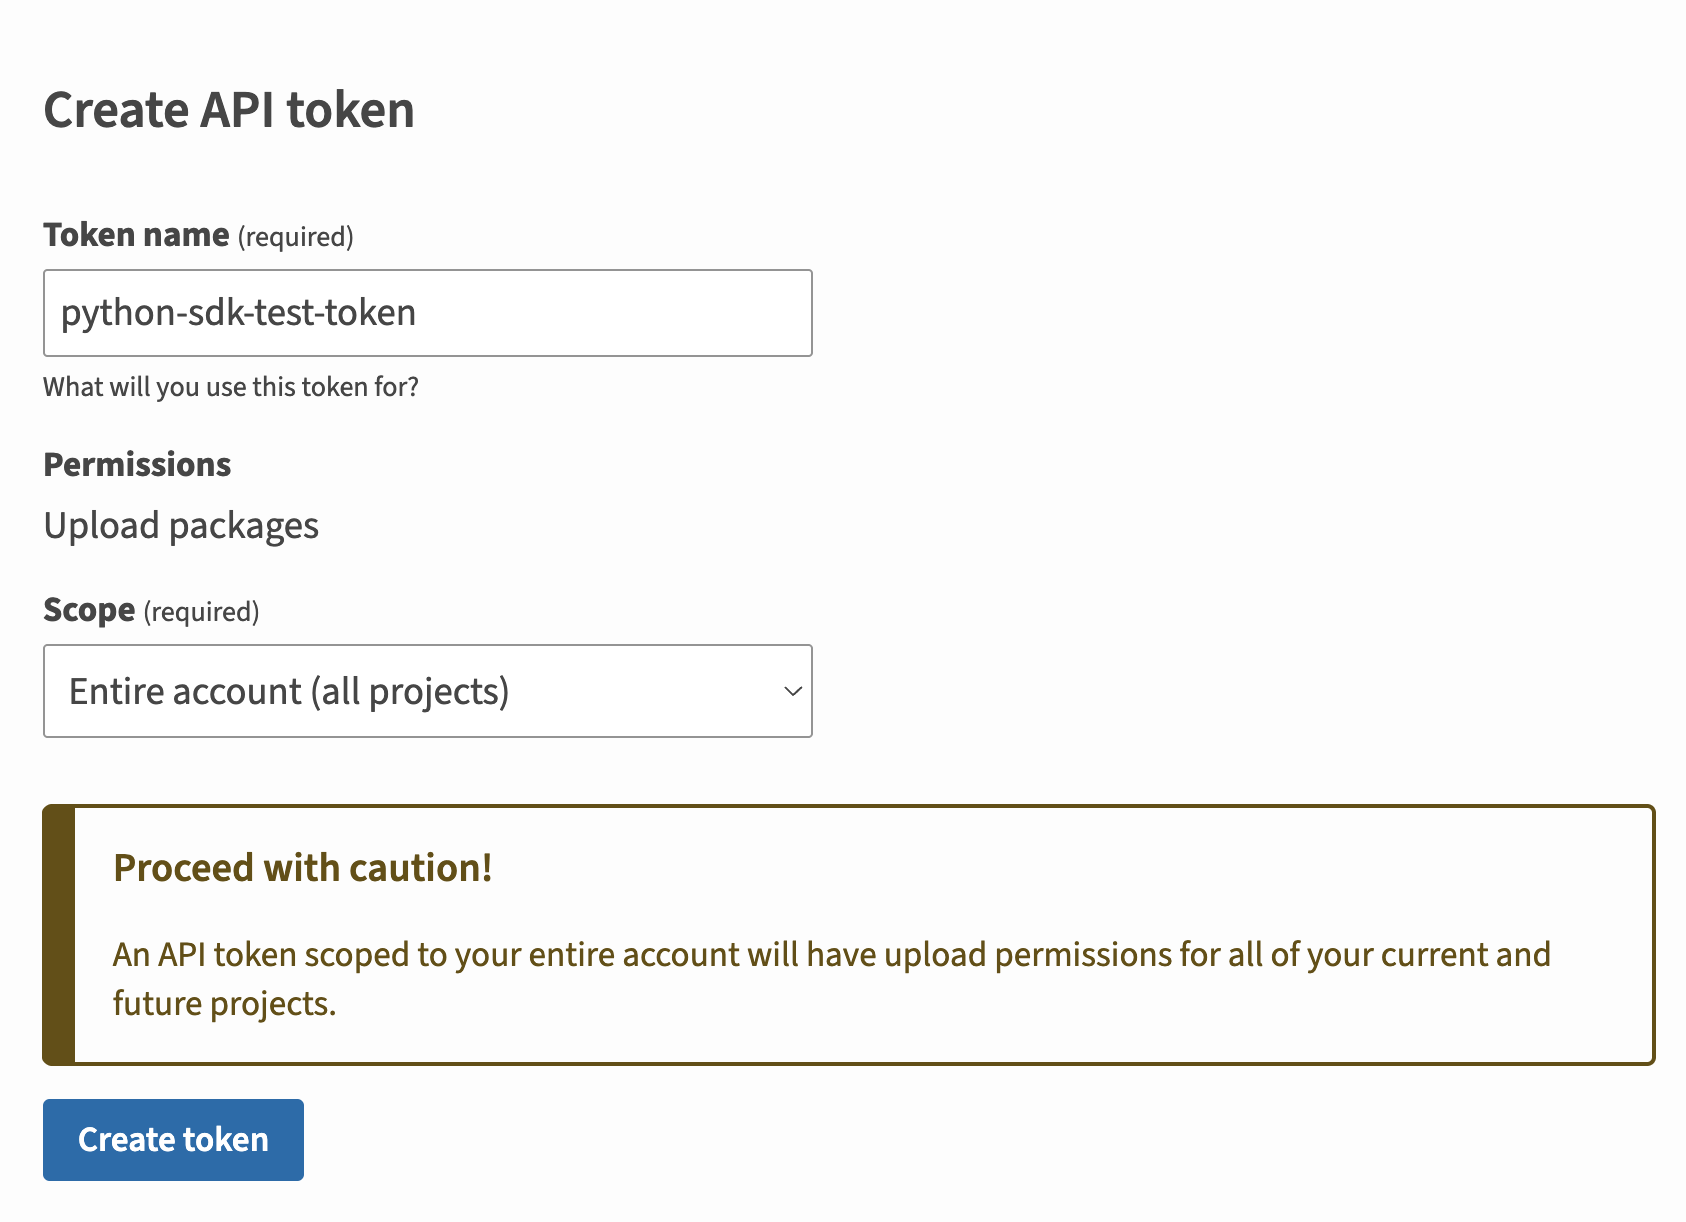 Create API token
Token name (required)
python-sdk-test-token
What will you use this token for?
Permissions
Upload packages
Scope (required)
Entire account (all projects)
Proceed with caution!
An API token scoped to your entire account will have upload permissions for all of your current and
future projects.
Create token